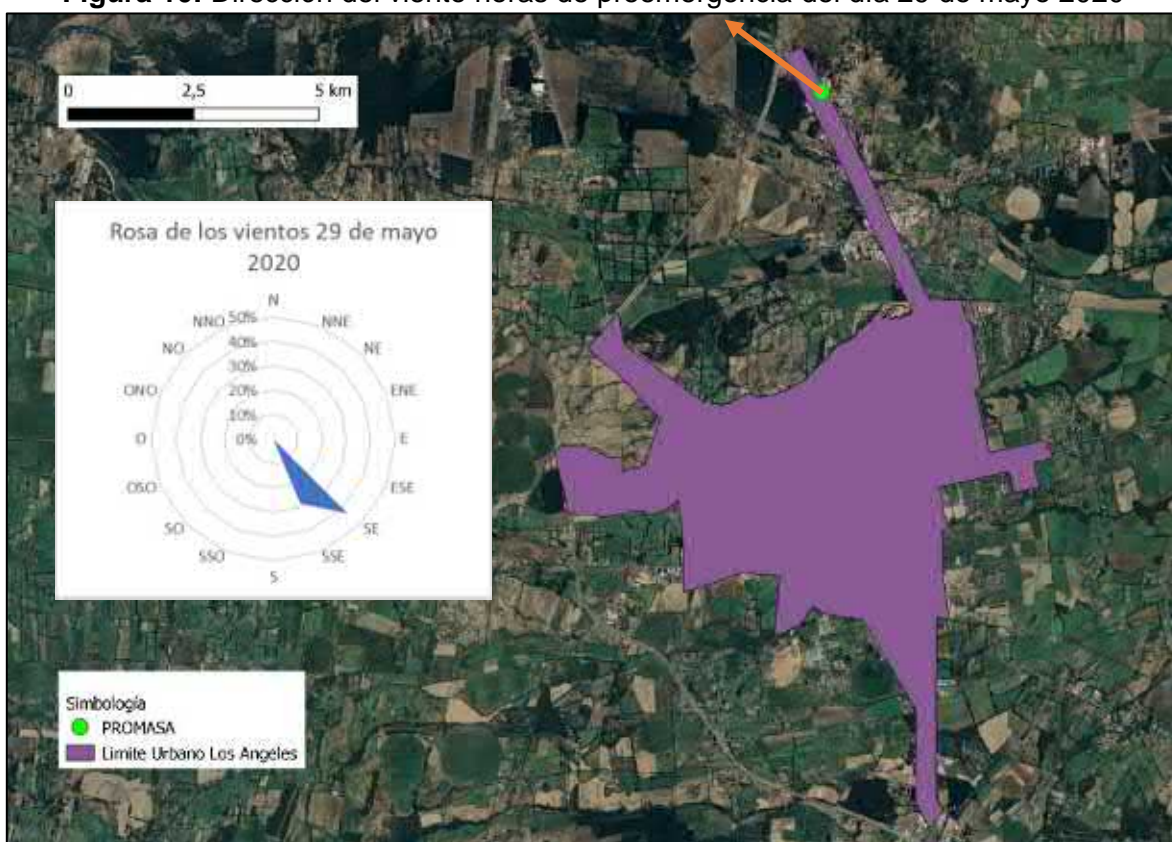 Dirección del viento horas de preemergencia del día 29 de mayo 2020
0 2,5 5 km
Rosa de los vientos 29 de mayo
2020
N
NNO 50% NNE
40%
NO NE
30%
ONO 20% ENE
10%
O 0% E
OSO ESE
SO SE
SSO SSE
S
Simbología
PROMASA
Limite Urbano Los Angeles